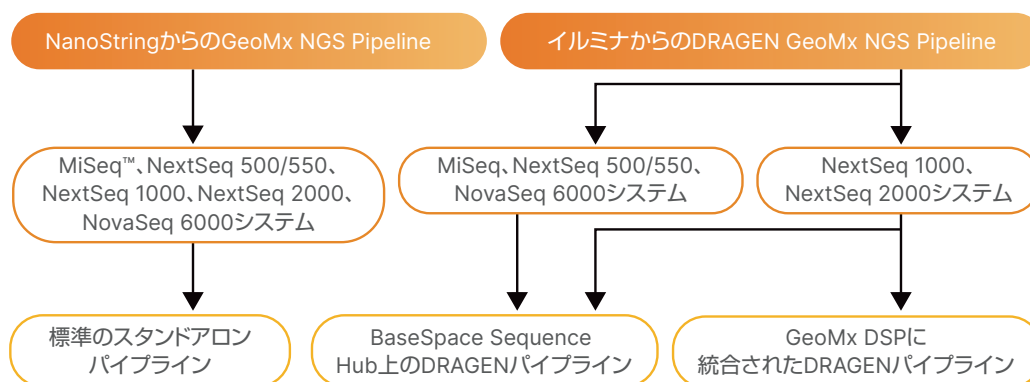 NanoStringからのGeoMx NGS Pipeline
イルミナからのDRAGEN GeoMx NGS Pipeline
MiSeq™、NextSeq 500/550、
NextSeq 1000、NextSeq 2000、
NovaSeq 6000システム
MiSeq、NextSeq 500/550、
NovaSeq 6000システム
NextSeq 1000、
NextSeq 2000システム
標準のスタンドアロン
パイプライン
BaseSpace Sequence
Hub上のDRAGENパイプライン
GeoMx DSPに
統合されたDRAGENパイプライン